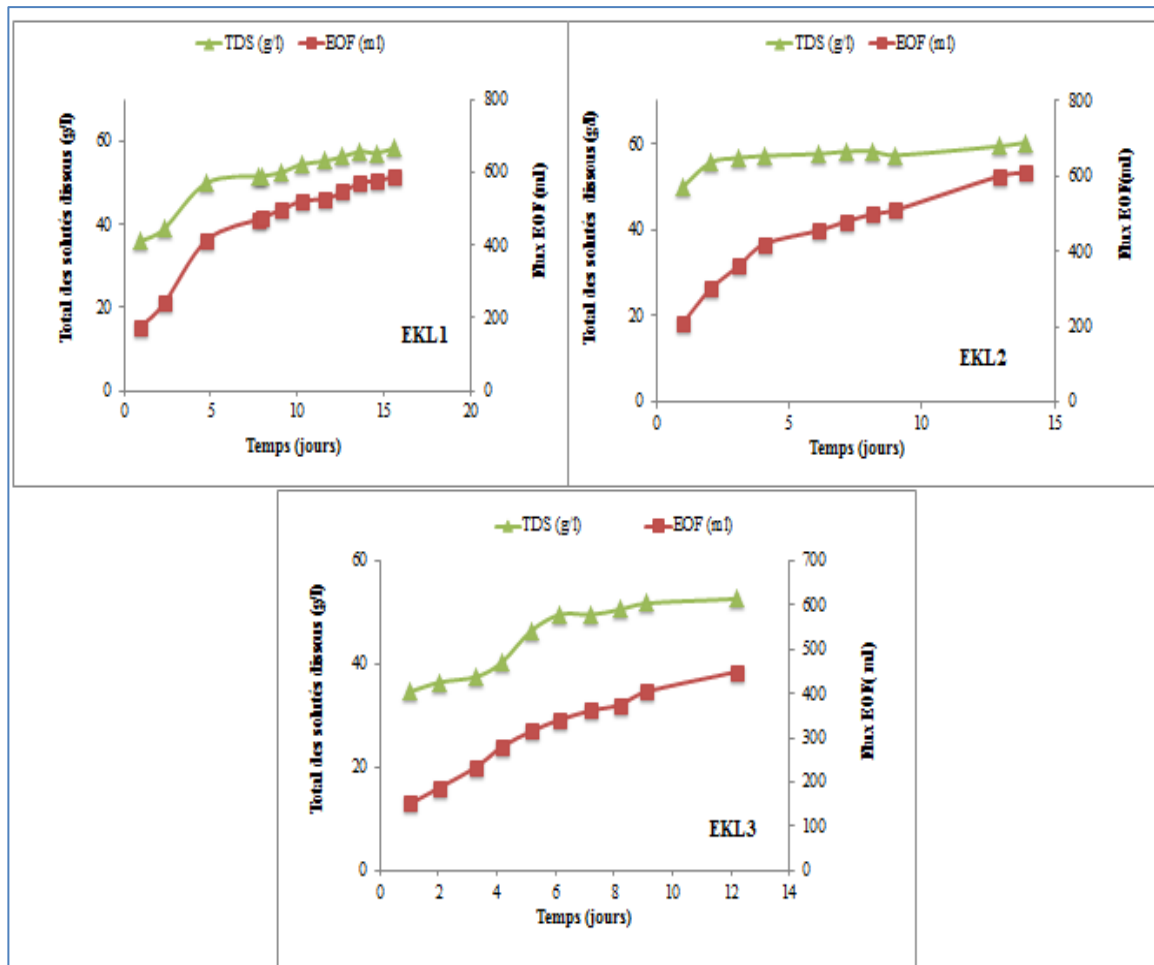 TDS (g/l) EOF (ml)
Total des solutés dissous (g/l)
60
40
20
0
800
600
400
200
0
Flux EOF (ml)
EKL1
0 5 10 15 20
Temps (jours)
TDS (g/l) EOF (ml)
Total des solutés dissous (g/l)
60
40
20
0
800
600
400
200
0
Flux EOF(ml)
EKL2
0 5 10 15
Temps (jours)
TDS (g/l) EOF (ml)
Total des solutés dissous (g/l)
60
40
20
0
700
600
500
400
300
200
100
0
Flux EOF( ml)
EKL3
0 2 4 6 8 10 12 14
Temps (jours)